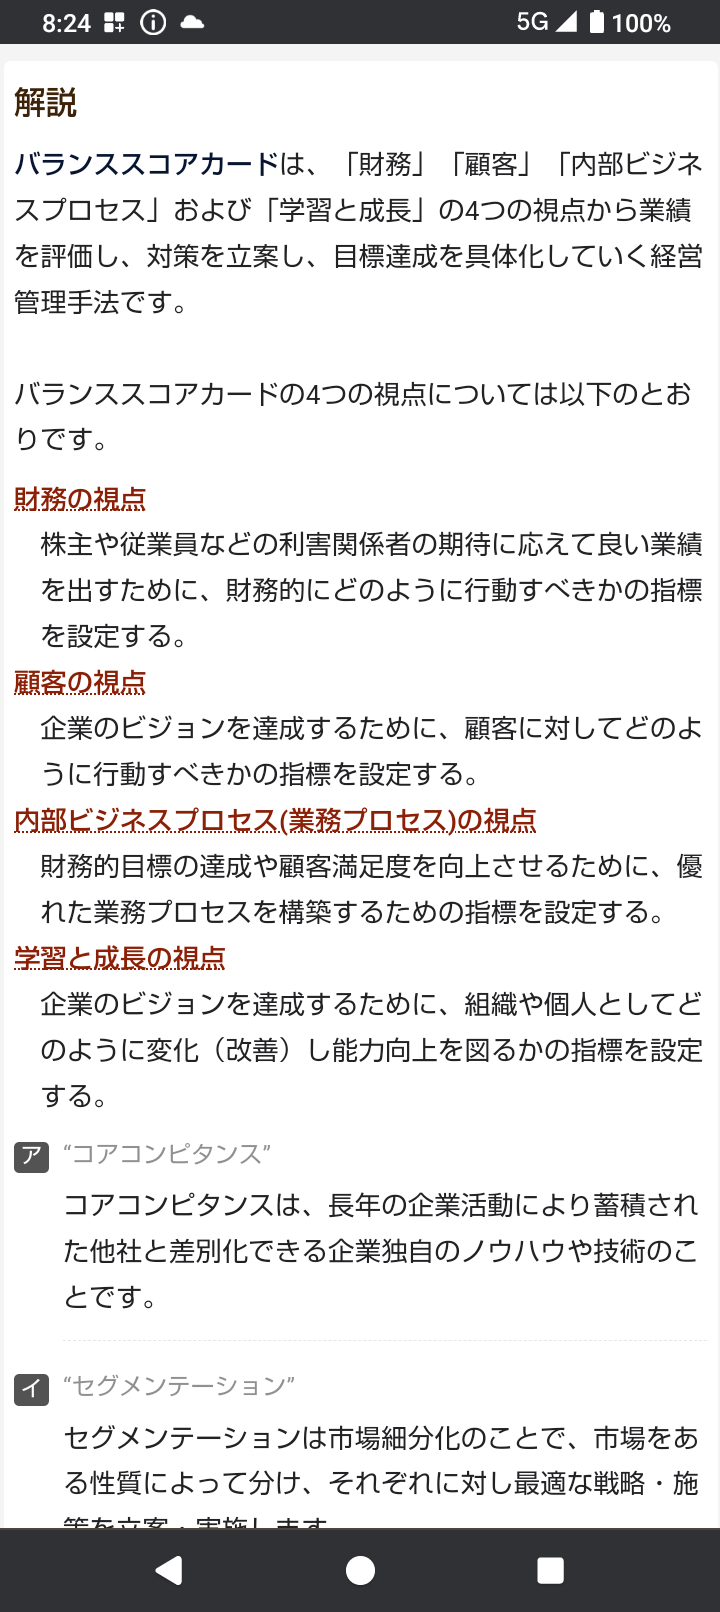 8:24 5G 100%
解説
バランススコアカードは、「財務」「顧客」「内部ビジネ
スプロセス」および「学習と成長」の4つの視点から業績
を評価し、対策を立案し、目標達成を具体化していく経営
管理手法です。
バランススコアカードの4つの視点については以下のとお
りです。
財務の視点
株主や従業員などの利害関係者の期待に応えて良い業績
を出すために、財務的にどのように行動すべきかの指標
を設定する。
顧客の視点
企業のビジョンを達成するために、顧客に対してどのよ
うに行動すべきかの指標を設定する。
内部ビジネスプロセス(業務プロセス)の視点
財務的目標の達成や顧客満足度を向上させるために、優
れた業務プロセスを構築するための指標を設定する。
学習と成長の視点
企業のビジョンを達成するために、組織や個人としてど
のように変化（改善）し能力向上を図るかの指標を設定
する。
ア “コアコンピタンス”
コアコンピタンスは、長年の企業活動により蓄積され
た他社と差別化できる企業独自のノウハウや技術のこ
とです。
イ “セグメンテーション”
セグメンテーションは市場細分化のことで、市場をあ
る性質によって分け、それぞれに対し最適な戦略・施
策を立案・実施します